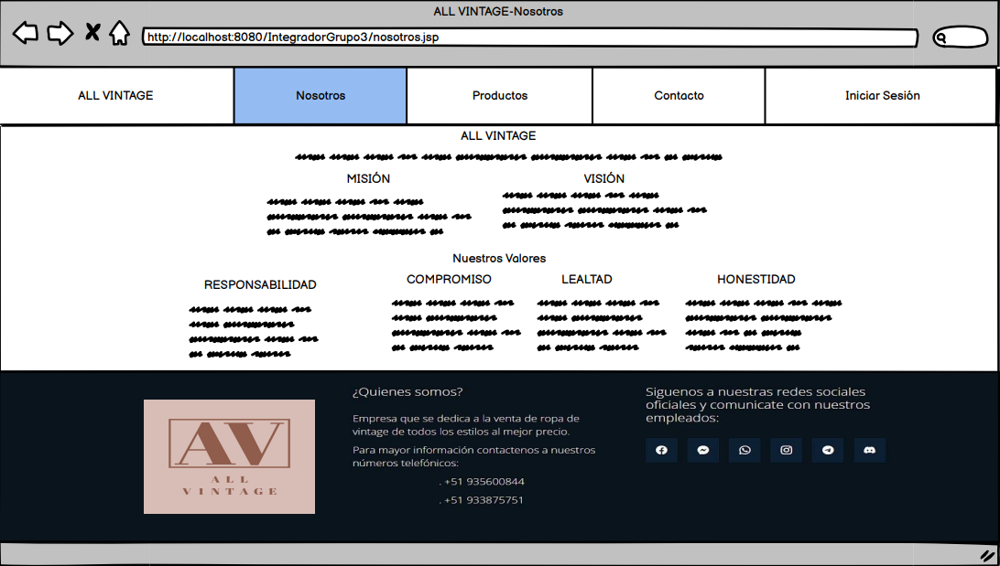 ALL VINTAGE-Nosotros
http://localhost:8080/IntegradorGrupo3/nosotros.jsp
ALL VINTAGE
Nosotros
Productos
Contacto
Iniciar Sesión
ALL VINTAGE
MISIÓN
VISIÓN
Nuestros Valores
RESPONSABILIDAD
COMPROMISO
LEALTAD
HONESTIDAD
AV
ALL
VINTAGE
¿Quienes somos?
Empresa que se dedica a la venta de ropa de
vintage de todos los estilos al mejor precio.
Para mayor información contactenos a nuestros
números telefónicos:
. +51 935600844
. +51 933875751
Siguenos a nuestras redes sociales
oficiales y comunicate con nuestros
empleados: